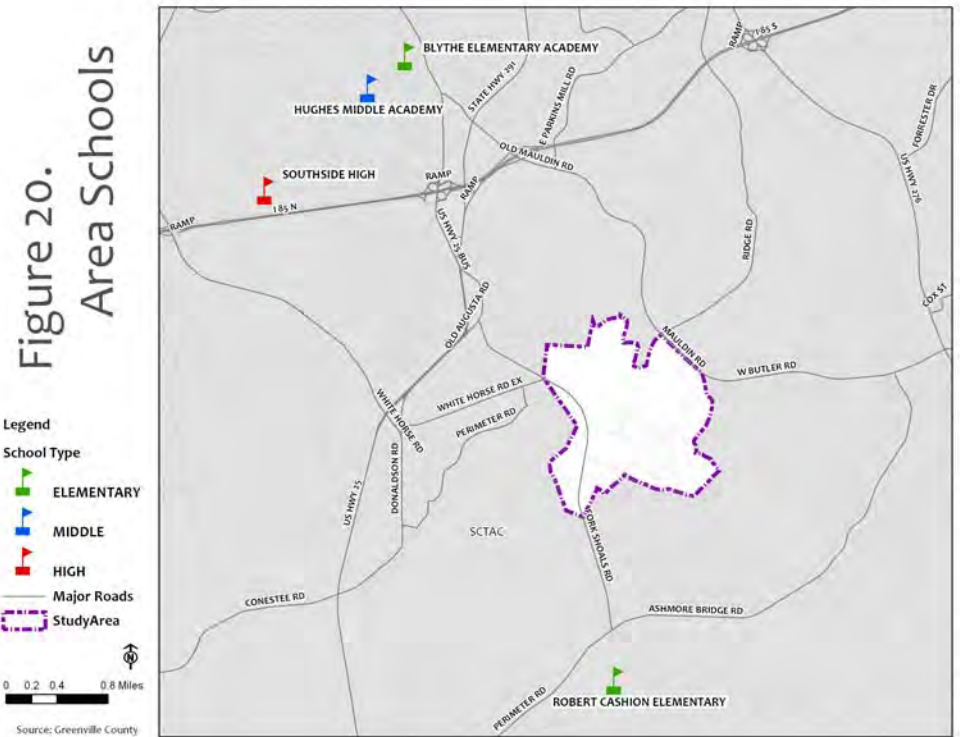 Figure 20.
Area Schools
Legend
School Type
ELEMENTARY
MIDDLE
HIGH
Major Roads
StudyArea
N
0 0.2 0.4 0.8 Miles
Source: Greenville County
BLYTHE ELEMENTARY ACADEMY
HUGHES MIDDLE ACADEMY
SOUTHSIDE HIGH
ROBERT CASHION ELEMENTARY
RAMP
I 85 S
STATE HWY 291
E PARKINS MILL RD
FORRESTER DR
OLD MAULDIN RD
RAMP
RAMP
US HWY 276
I 85 N
RAMP
US HWY 25 BUS
RIDGE RD
OLD AUGUSTA RD
COX ST
MAULDIN RD
W BUTLER RD
WHITE HORSE RD EX
WHITE HORSE RD
PERIMETER RD
DONALDSON RD
US HWY 25
SCTAC
FORK SHOALS RD
CONESTEE RD
ASHMORE BRIDGE RD
PERIMETER RD